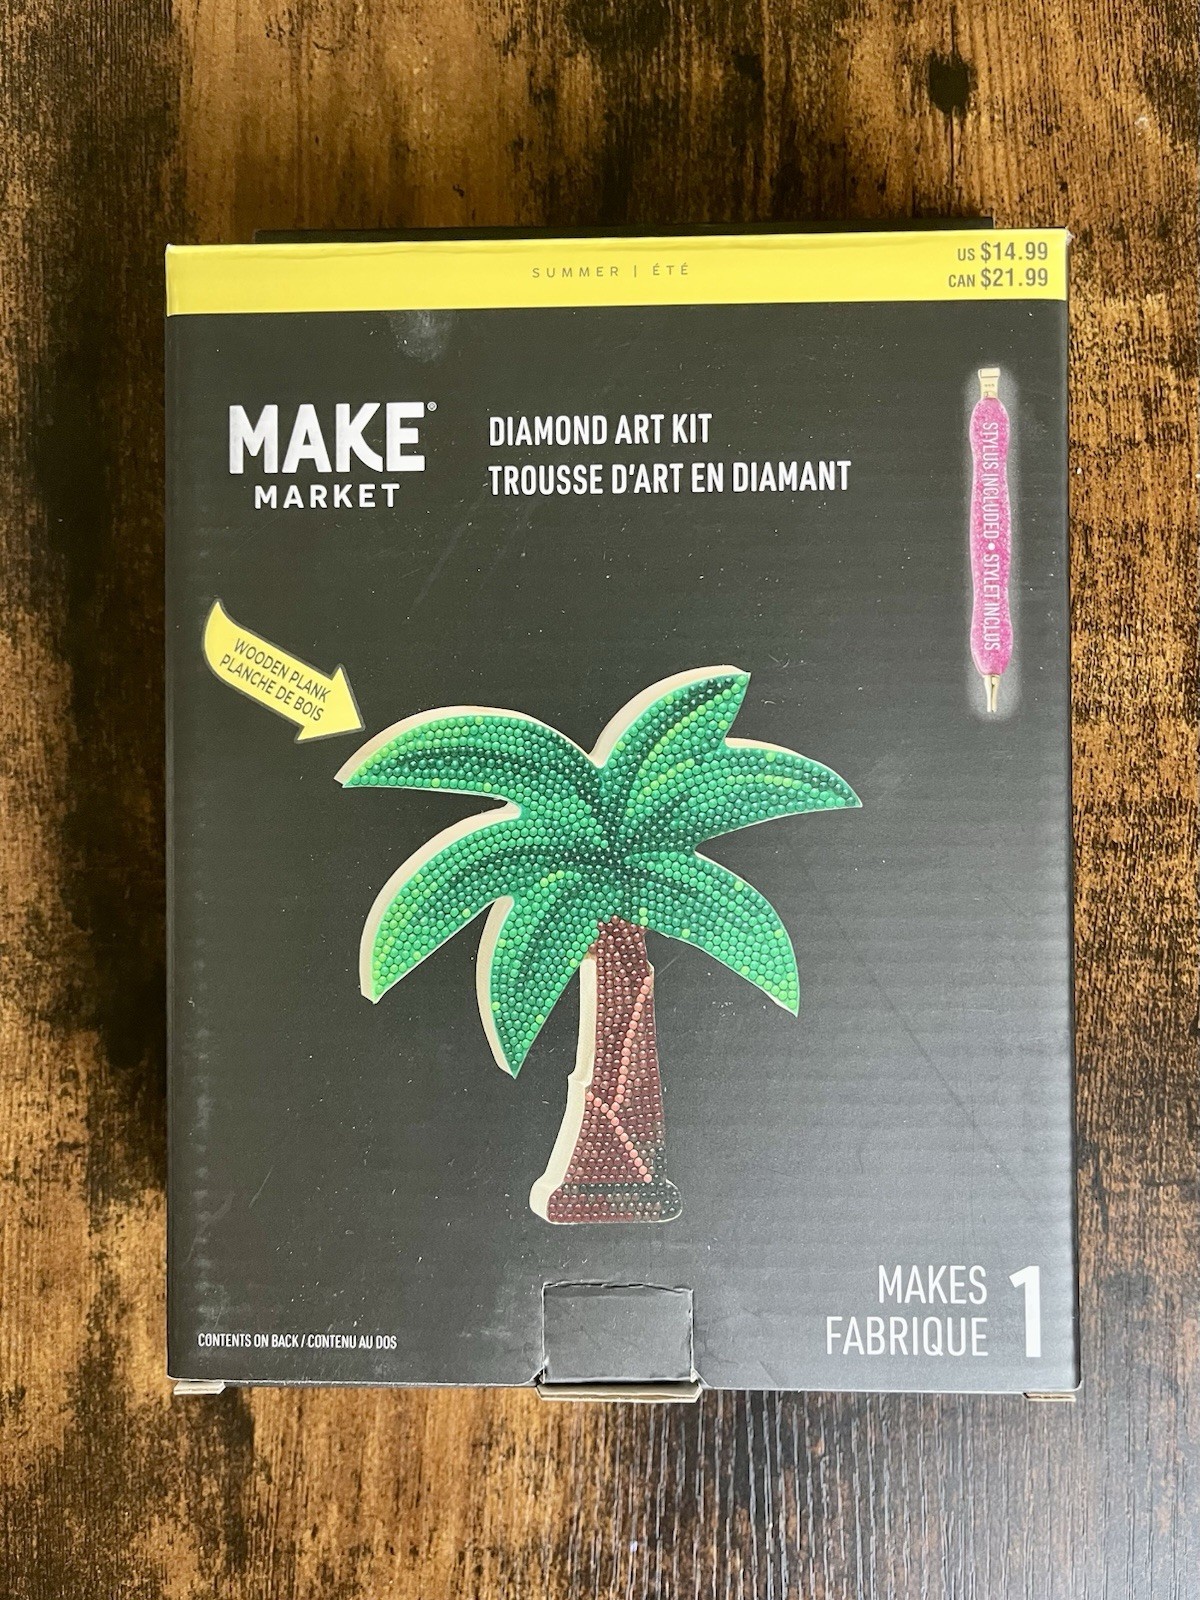 SUMMER | ÉTÉ
US $14.99
CAN $21.99
MAKE®
MARKET
DIAMOND ART KIT
TROUSSE D'ART EN DIAMANT
STYLUS INCLUDED • STYLET INCLUS
WOODEN PLANK
PLANCHE DE BOIS
CONTENTS ON BACK / CONTENU AU DOS
MAKES
FABRIQUE
1